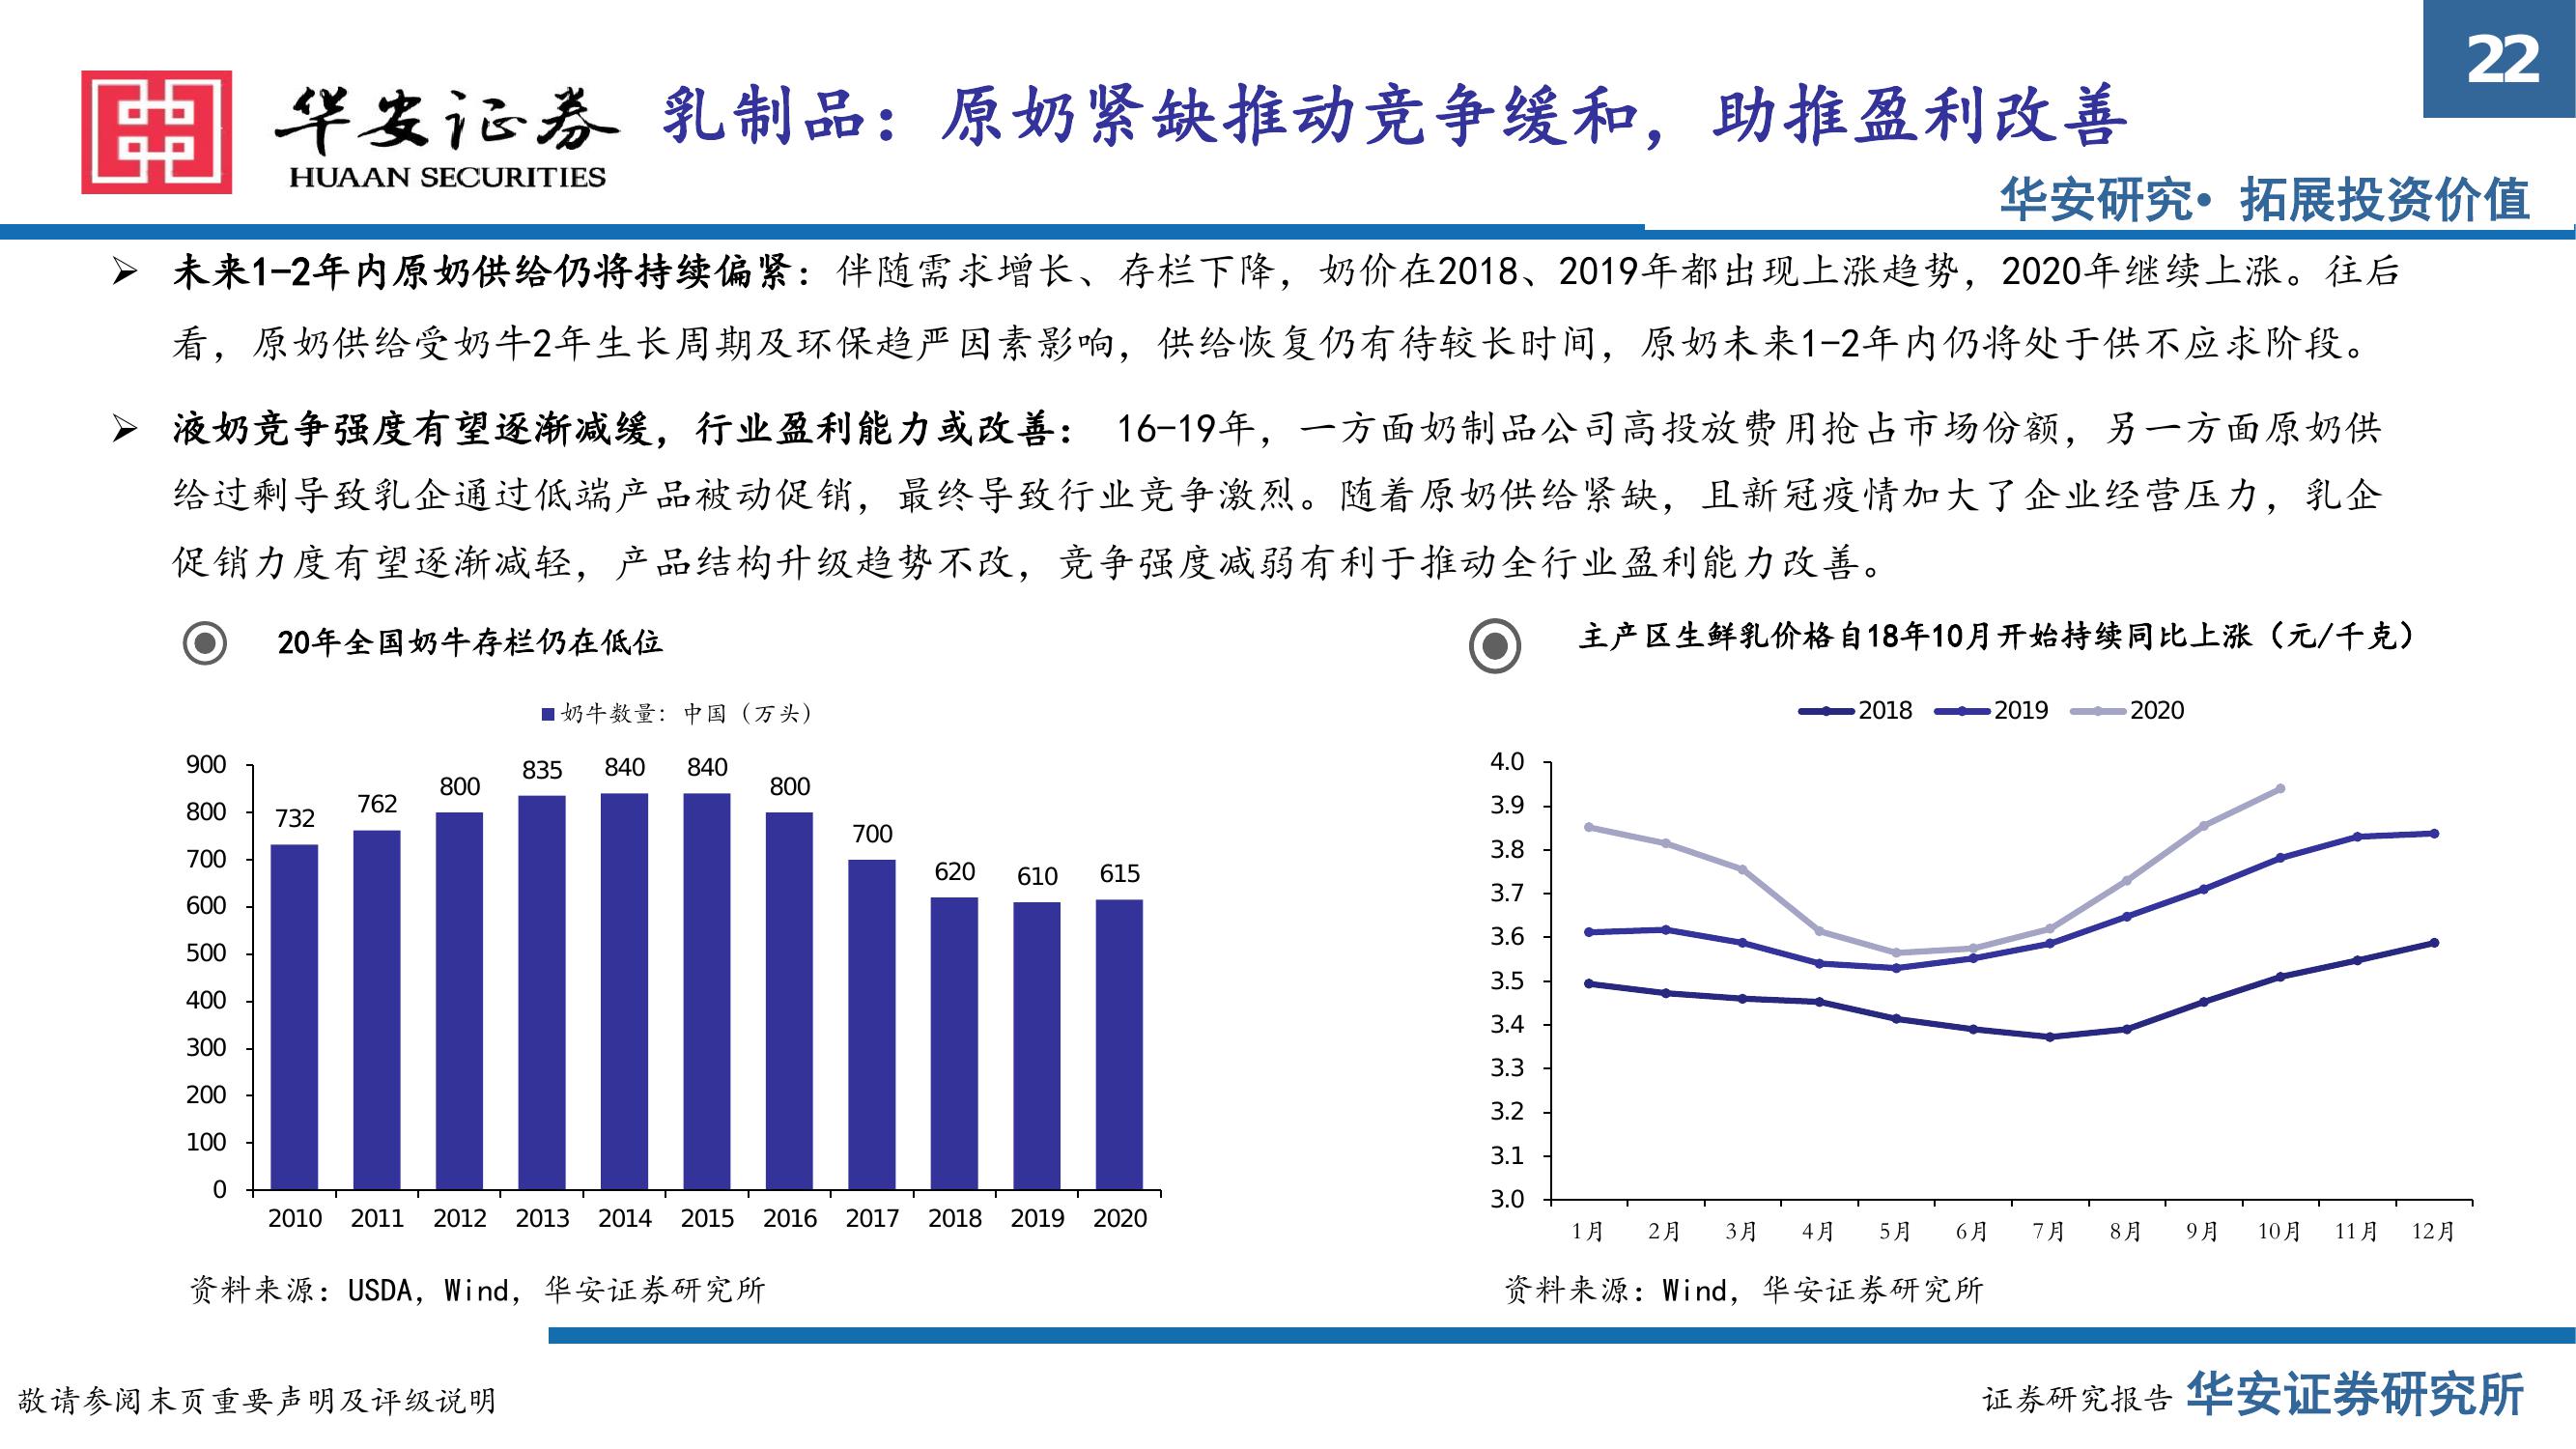 22
华安证券
HUAAN SECURITIES
乳制品：原奶紧缺推动竞争缓和，助推盈利改善
华安研究• 拓展投资价值
➢ 未来1-2年内原奶供给仍将持续偏紧：伴随需求增长、存栏下降，奶价在2018、2019年都出现上涨趋势，2020年继续上涨。往后
看，原奶供给受奶牛2年生长周期及环保趋严因素影响，供给恢复仍有待较长时间，原奶未来1-2年内仍将处于供不应求阶段。
➢ 液奶竞争强度有望逐渐减缓，行业盈利能力或改善： 16-19年，一方面奶制品公司高投放费用抢占市场份额，另一方面原奶供
给过剩导致乳企通过低端产品被动促销，最终导致行业竞争激烈。随着原奶供给紧缺，且新冠疫情加大了企业经营压力，乳企
促销力度有望逐渐减轻，产品结构升级趋势不改，竞争强度减弱有利于推动全行业盈利能力改善。
20年全国奶牛存栏仍在低位
奶牛数量：中国（万头）
900
800
700
600
500
400
300
200
100
0
732
762
800
835
840
840
800
700
620
610
615
2010 2011 2012 2013 2014 2015 2016 2017 2018 2019 2020
资料来源：USDA，Wind，华安证券研究所
主产区生鲜乳价格自18年10月开始持续同比上涨（元/千克）
2018 2019 2020
4.0
3.9
3.8
3.7
3.6
3.5
3.4
3.3
3.2
3.1
3.0
1月 2月 3月 4月 5月 6月 7月 8月 9月 10月 11月 12月
资料来源：Wind，华安证券研究所
敬请参阅末页重要声明及评级说明
证券研究报告 华安证券研究所